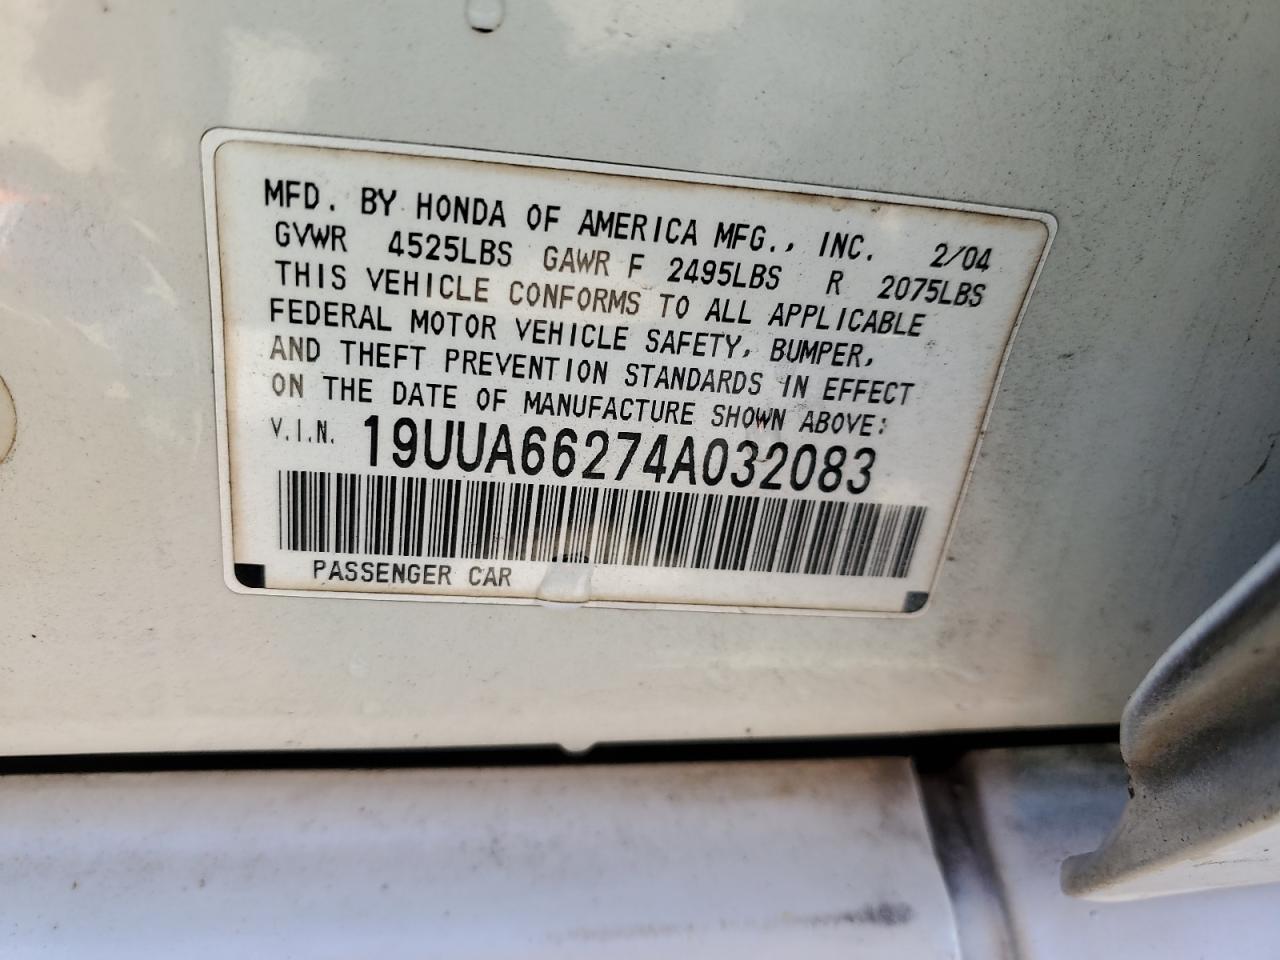 MFD. BY HONDA OF AMERICA MFG., INC. 2/04
GVWR 4525LBS GAWR F 2495LBS R 2075LBS
THIS VEHICLE CONFORMS TO ALL APPLICABLE
FEDERAL MOTOR VEHICLE SAFETY, BUMPER,
AND THEFT PREVENTION STANDARDS IN EFFECT
ON THE DATE OF MANUFACTURE SHOWN ABOVE:
V.I.N. 19UUA66274A032083
PASSENGER CAR